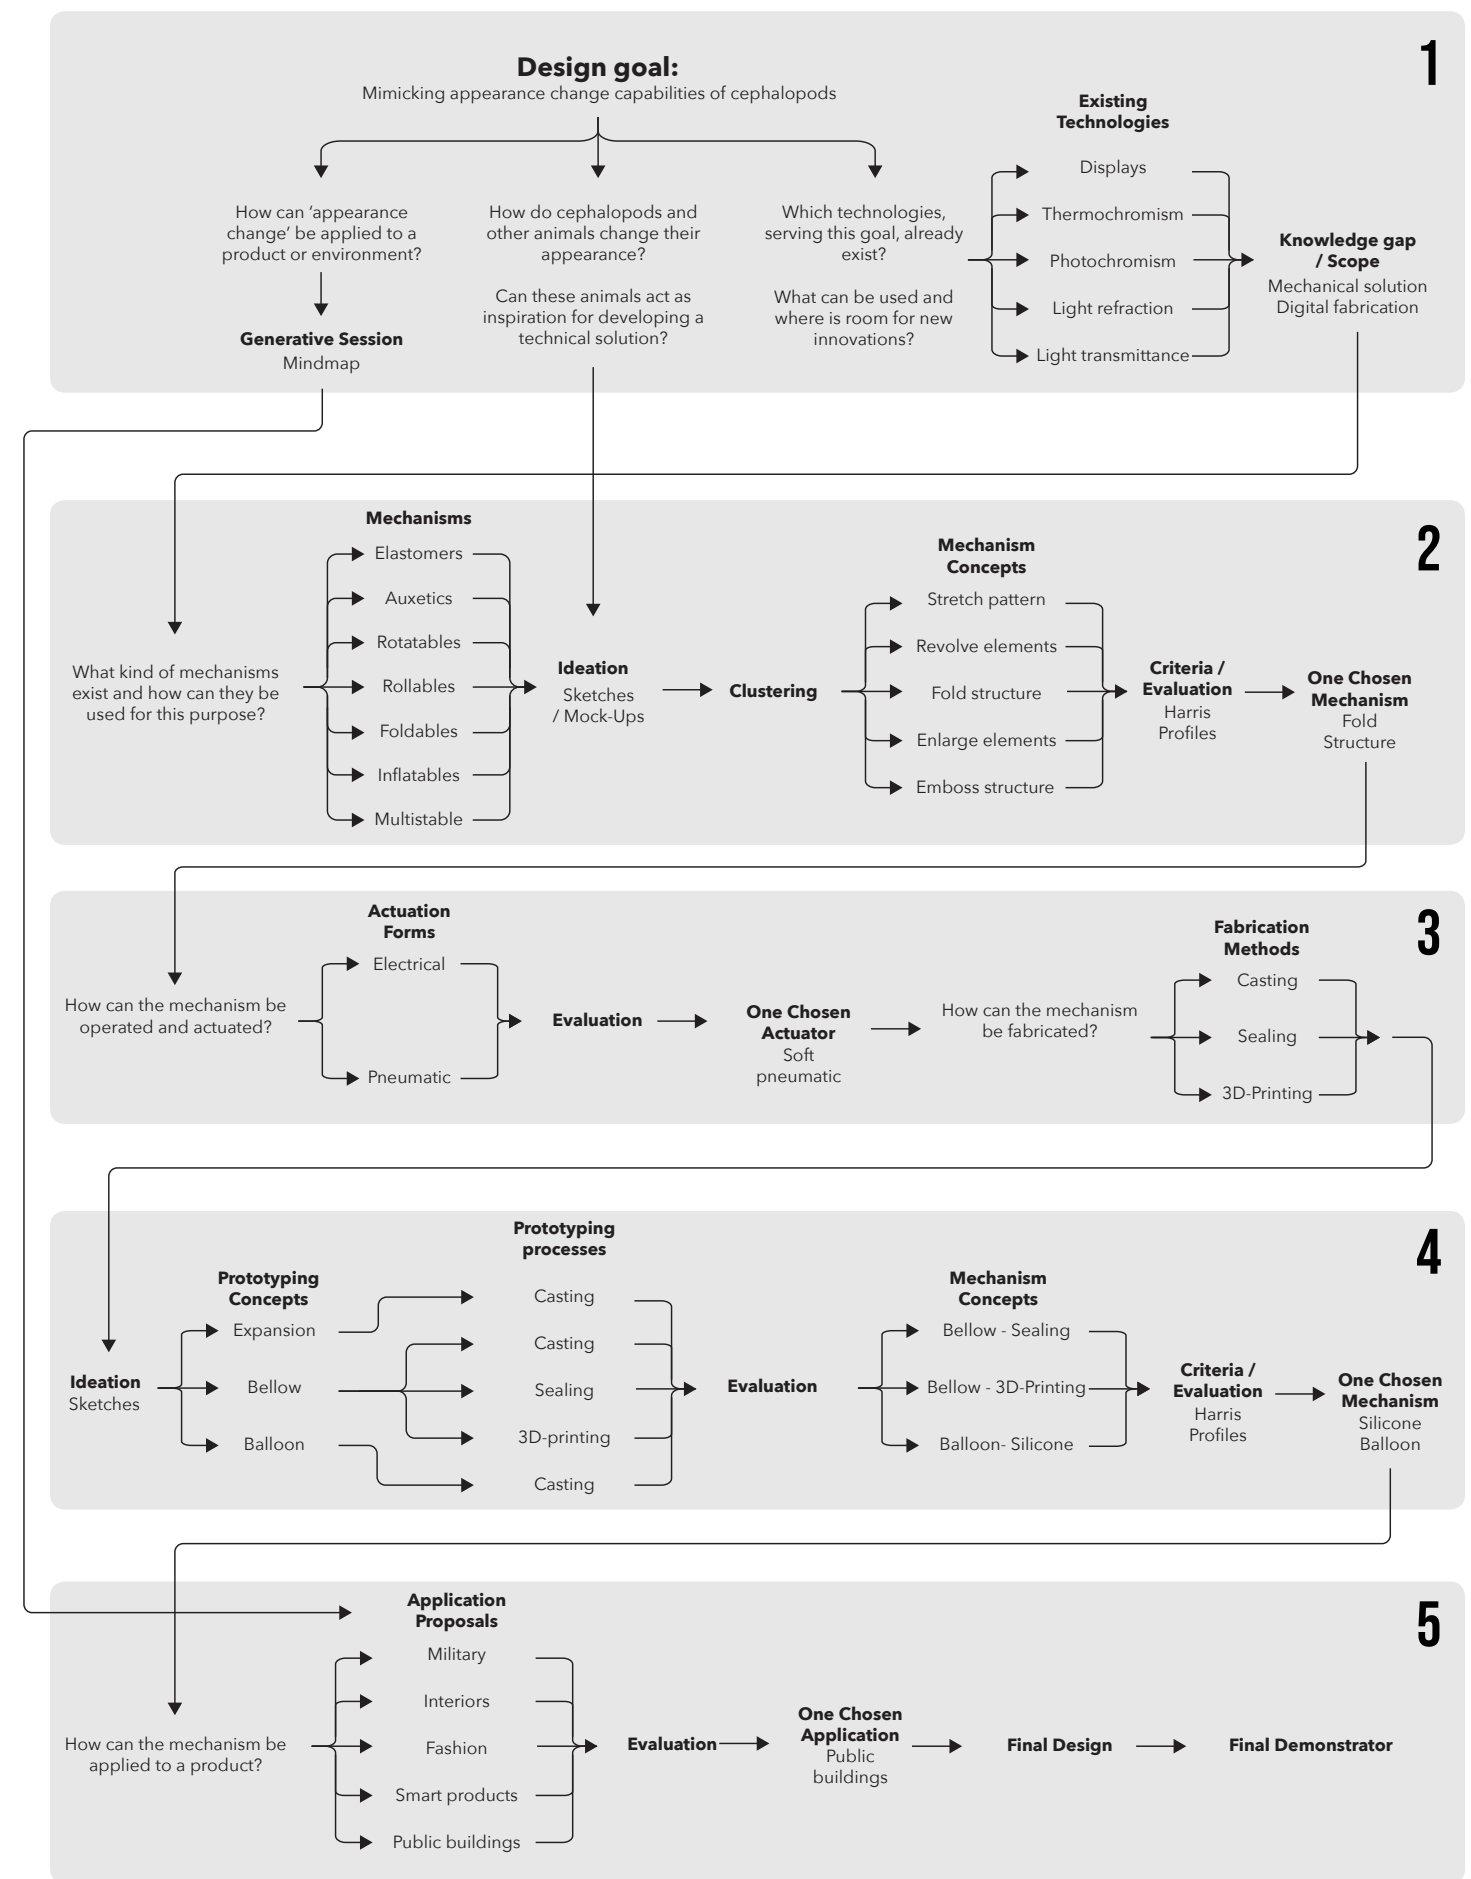 1
Design goal:
Mimicking appearance change capabilities of cephalopods
How can ‘appearance
change’ be applied to a
product or environment?
Generative Session
Mindmap
How do cephalopods and
other animals change their
appearance?
Can these animals act as
inspiration for developing a
technical solution?
Which technologies,
serving this goal, already
exist?
What can be used and
where is room for new
innovations?
Existing
Technologies
Displays
Thermochromism
Photochromism
Light refraction
Light transmittance
Knowledge gap
/ Scope
Mechanical solution
Digital fabrication
2
What kind of mechanisms
exist and how can they be
used for this purpose?
Mechanisms
Elastomers
Auxetics
Rotatables
Rollables
Foldables
Inflatables
Multistable
Ideation
Sketches
/ Mock-Ups
Clustering
Mechanism
Concepts
Stretch pattern
Revolve elements
Fold structure
Enlarge elements
Emboss structure
Criteria /
Evaluation
Harris
Profiles
One Chosen
Mechanism
Fold
Structure
3
How can the mechanism be
operated and actuated?
Actuation
Forms
Electrical
Pneumatic
Evaluation
One Chosen
Actuator
Soft
pneumatic
How can the mechanism
be fabricated?
Fabrication
Methods
Casting
Sealing
3D-Printing
4
Ideation
Sketches
Prototyping
Concepts
Expansion
Bellow
Balloon
Prototyping
processes
Casting
Casting
Sealing
3D-printing
Casting
Evaluation
Mechanism
Concepts
Bellow - Sealing
Bellow - 3D-Printing
Balloon- Silicone
Criteria /
Evaluation
Harris
Profiles
One Chosen
Mechanism
Silicone
Balloon
5
How can the mechanism be
applied to a product?
Application
Proposals
Military
Interiors
Fashion
Smart products
Public buildings
Evaluation
One Chosen
Application
Public
buildings
Final Design
Final Demonstrator